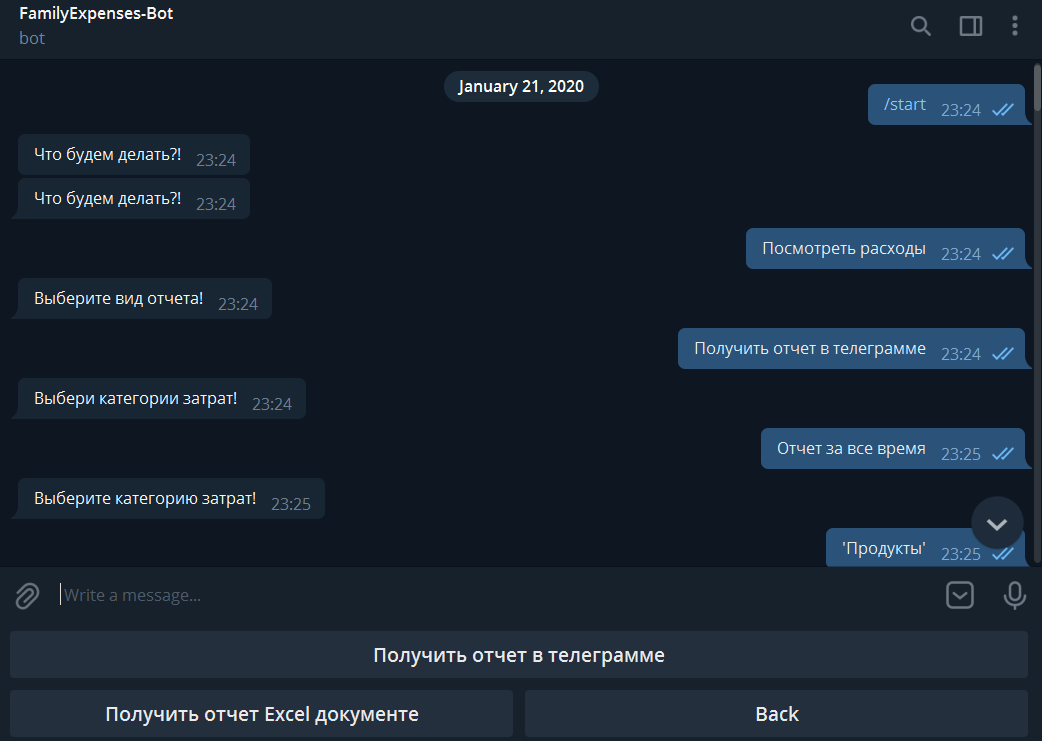 FamilyExpenses-Bot
bot
January 21, 2020
/start 23:24
Что будем делать?! 23:24
Что будем делать?! 23:24
Посмотреть расходы 23:24
Выберите вид отчета! 23:24
Получить отчет в телеграмме 23:24
Выбери категории затрат! 23:24
Отчет за все время 23:25
Выберите категорию затрат! 23:25
'Продукты' 23:25
Write a message...
Получить отчет в телеграмме
Получить отчет Excel документе
Back